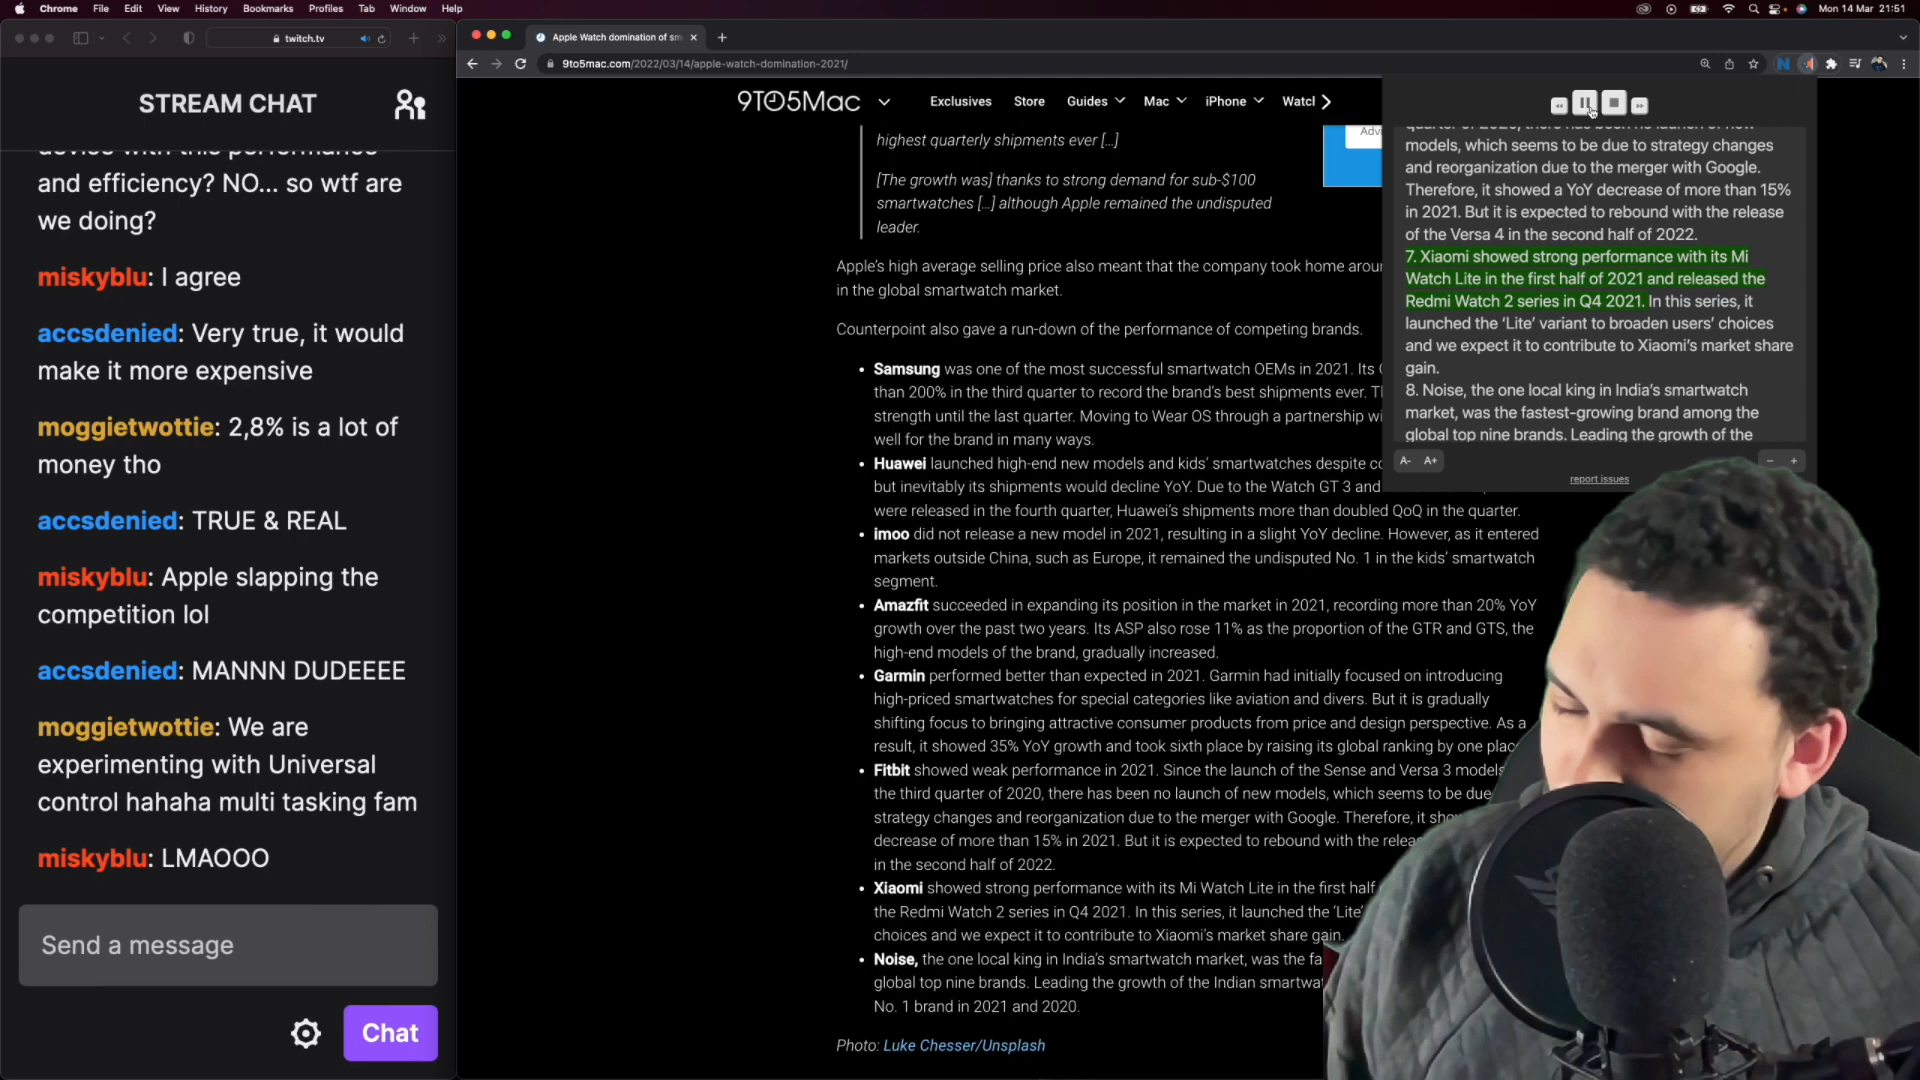 Chrome File Edit View History Bookmarks Profiles Tab Window Help
Mon 14 Mar 21:51
twitch.tv
Apple Watch domination of sm
9to5mac.com/2022/03/14/apple-watch-domination-2021/
STREAM CHAT
device with this performance
and efficiency? NO... so wtf are
we doing?
miskyblu: I agree
accsdenied: Very true, it would
make it more expensive
moggietwottie: 2,8% is a lot of
money tho
accsdenied: TRUE & REAL
miskyblu: Apple slapping the
competition lol
accsdenied: MANNN DUDEEEE
moggietwottie: We are
experimenting with Universal
control hahaha multi tasking fam
miskyblu: LMAOOO
Send a message
Chat
9TO5Mac
Exclusives Store Guides Mac iPhone Watcl
highest quarterly shipments ever […]
[The growth was] thanks to strong demand for sub-$100
smartwatches […] although Apple remained the undisputed
leader.
Apple's high average selling price also meant that the company took home arou
in the global smartwatch market.
Counterpoint also gave a run-down of the performance of competing brands.
• Samsung was one of the most successful smartwatch OEMs in 2021. Its
than 200% in the third quarter to record the brand's best shipments ever. T
strength until the last quarter. Moving to Wear OS through a partnership wi
well for the brand in many ways.
• Huawei launched high-end new models and kids' smartwatches despite co
but inevitably its shipments would decline YoY. Due to the Watch GT 3 and
were released in the fourth quarter, Huawei's shipments more than doubled QoQ in the quarter.
• imoo did not release a new model in 2021, resulting in a slight YoY decline. However, as it entered
markets outside China, such as Europe, it remained the undisputed No. 1 in the kids' smartwatch
segment.
• Amazfit succeeded in expanding its position in the market in 2021, recording more than 20% YoY
growth over the past two years. Its ASP also rose 11% as the proportion of the GTR and GTS, the
high-end models of the brand, gradually increased.
• Garmin performed better than expected in 2021. Garmin had initially focused on introducing
high-priced smartwatches for special categories like aviation and divers. But it is gradually
shifting focus to bringing attractive consumer products from price and design perspective. As a
result, it showed 35% YoY growth and took sixth place by raising its global ranking by one place
• Fitbit showed weak performance in 2021. Since the launch of the Sense and Versa 3 models
the third quarter of 2020, there has been no launch of new models, which seems to be due
strategy changes and reorganization due to the merger with Google. Therefore, it show
decrease of more than 15% in 2021. But it is expected to rebound with the relea
in the second half of 2022.
• Xiaomi showed strong performance with its Mi Watch Lite in the first half
the Redmi Watch 2 series in Q4 2021. In this series, it launched the 'Lite'
choices and we expect it to contribute to Xiaomi's market share gain.
• Noise, the one local king in India's smartwatch market, was the fa
global top nine brands. Leading the growth of the Indian smartwa
No. 1 brand in 2021 and 2020.
Photo: Luke Chesser/Unsplash
Adv
quarter of 2020, there has been no launch of new
models, which seems to be due to strategy changes
and reorganization due to the merger with Google.
Therefore, it showed a YoY decrease of more than 15%
in 2021. But it is expected to rebound with the release
of the Versa 4 in the second half of 2022.
7. Xiaomi showed strong performance with its Mi
Watch Lite in the first half of 2021 and released the
Redmi Watch 2 series in Q4 2021. In this series, it
launched the 'Lite' variant to broaden users' choices
and we expect it to contribute to Xiaomi's market share
gain.
8. Noise, the one local king in India's smartwatch
market, was the fastest-growing brand among the
global top nine brands. Leading the growth of the
A- A+
- +
report issues